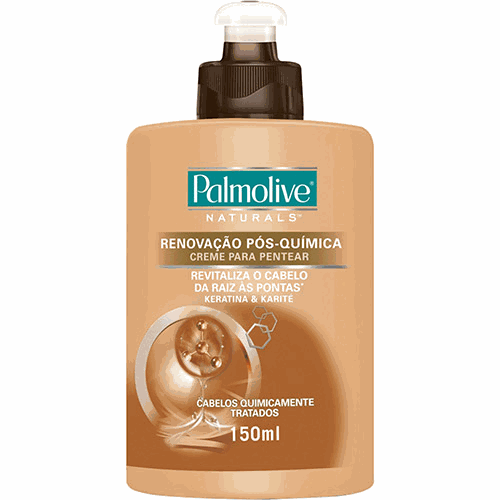 Palmolive®
NATURALS™
RENOVAÇÃO PÓS-QUÍMICA
CREME PARA PENTEAR
REVITALIZA O CABELO
DA RAIZ ÀS PONTAS*
KERATINA & KARITÉ
CABELOS QUIMICAMENTE
TRATADOS
150ml